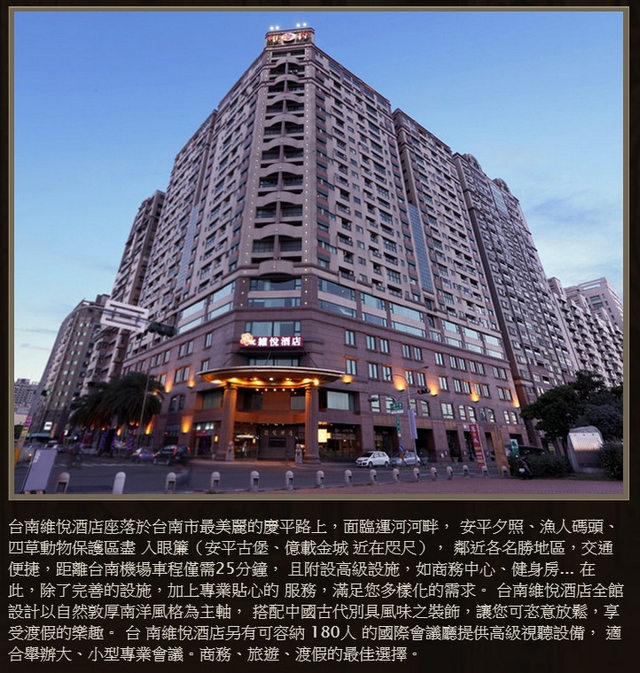 維悅酒店
台南維悅酒店座落於台南市最美麗的慶平路上，面臨運河河畔， 安平夕照、漁人碼頭、
四草動物保護區盡 入眼簾（安平古堡、億載金城 近在咫尺）， 鄰近各名勝地區，交通
便捷，距離台南機場車程僅需25分鐘， 且附設高級設施，如商務中心、健身房... 在
此，除了完善的設施，加上專業貼心的 服務，滿足您多樣化的需求。 台南維悅酒店全館
設計以自然敦厚南洋風格為主軸， 搭配中國古代別具風味之裝飾，讓您可恣意放鬆，享
受渡假的樂趣。 台 南維悅酒店另有可容納 180人 的國際會議廳提供高級視聽設備， 適
合舉辦大、小型專業會議。商務、旅遊、渡假的最佳選擇。